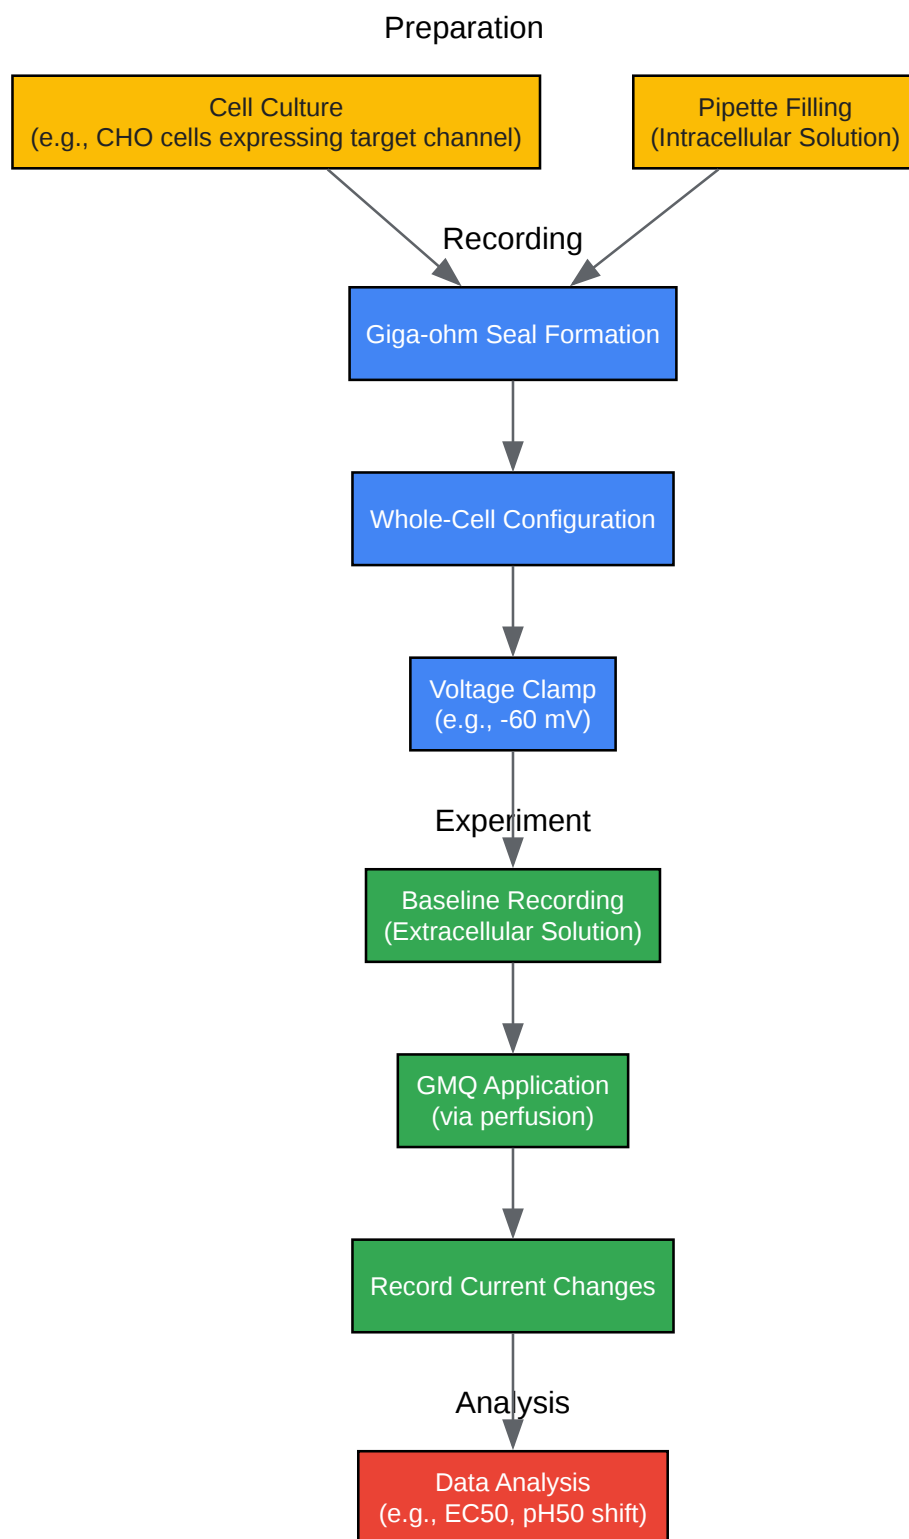 Preparation
Cell Culture
(e.g., CHO cells expressing target channel)
Pipette Filling
(Intracellular Solution)
Recording
Giga-ohm Seal Formation
Whole-Cell Configuration
Voltage Clamp
(e.g., -60 mV)
Experiment
Baseline Recording
(Extracellular Solution)
GMQ Application
(via perfusion)
Record Current Changes
Analysis
Data Analysis
(e.g., EC50, pH50 shift)